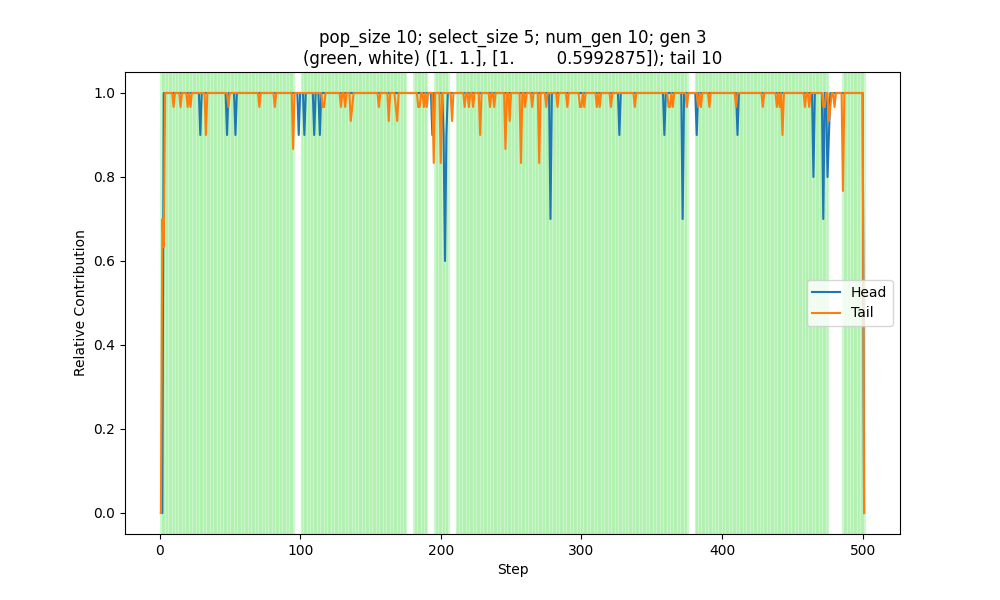 pop_size 10; select_size 5; num_gen 10; gen 3
(green, white) ([1. 1.], [1.        0.5992875]); tail 10
1.0
0.8
0.6
0.4
0.2
0.0
Relative Contribution
Head
Tail
0 100 200 300 400 500
Step